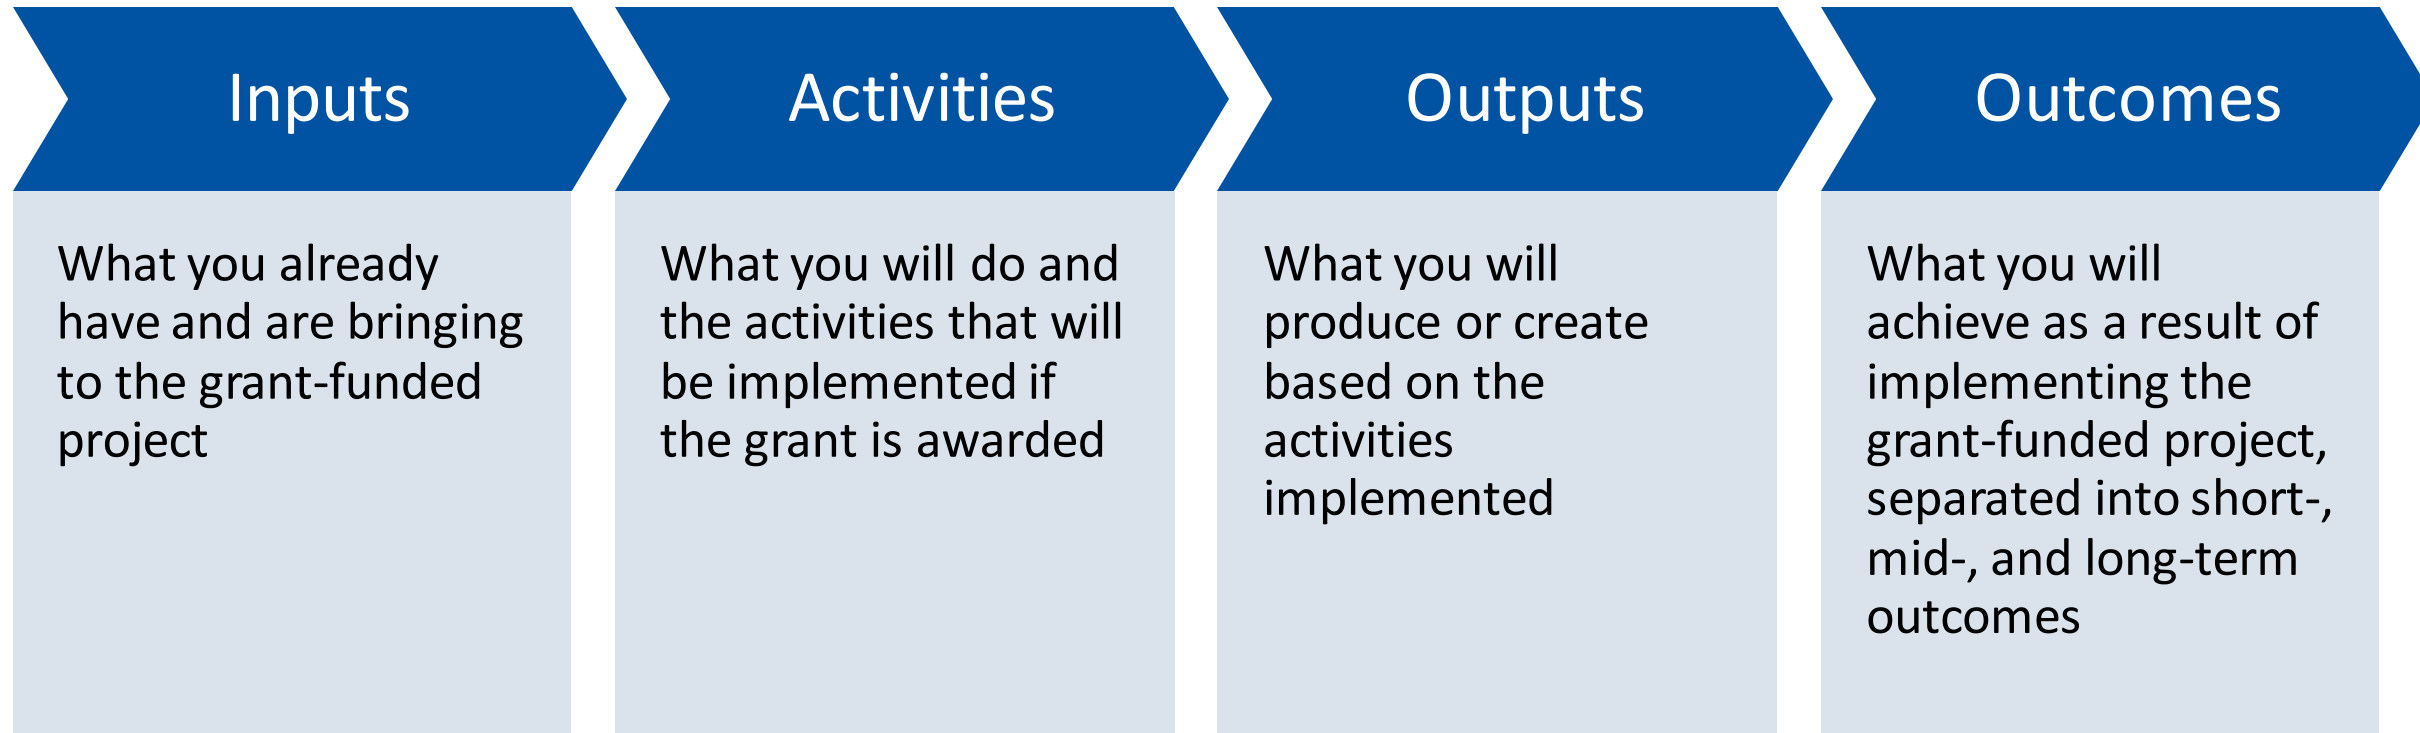 Inputs
What you already
have and are bringing
to the grant-funded
project
Activities
What you will do and
the activities that will
be implemented if
the grant is awarded
Outputs
What you will
produce or create
based on the
activities
implemented
Outcomes
What you will
achieve as a result of
implementing the
grant-funded project,
separated into short-,
mid-, and long-term
outcomes